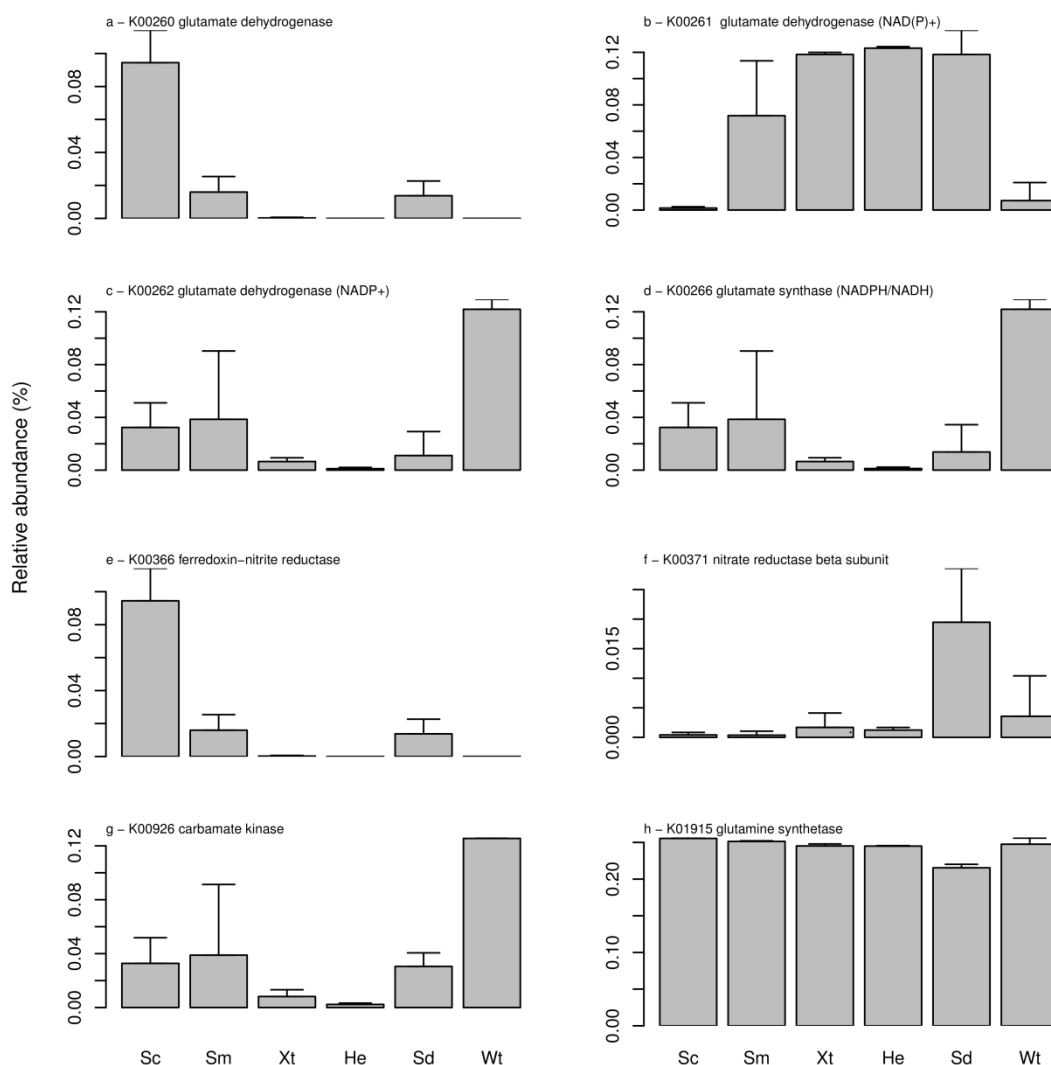 a − K00260 glutamate dehydrogenase
0.00 0.04 0.08
b − K00261 glutamate dehydrogenase (NAD(P)+)
0.00 0.04 0.08 0.12
c − K00262 glutamate dehydrogenase (NADP+)
0.00 0.04 0.08 0.12
d − K00266 glutamate synthase (NADPH/NADH)
0.00 0.04 0.08 0.12
Relative abundance (%)
e − K00366 ferredoxin−nitrite reductase
0.00 0.04 0.08
f − K00371 nitrate reductase beta subunit
0.000 0.015
g − K00926 carbamate kinase
0.00 0.04 0.08 0.12
h − K01915 glutamine synthetase
0.00 0.10 0.20
Sc Sm Xt He Sd Wt
Sc Sm Xt He Sd Wt